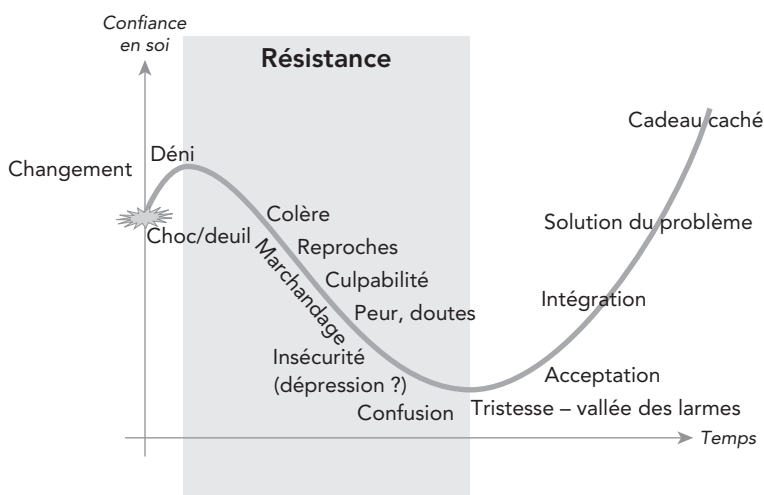 Confiance
en soi
Résistance
Cadeau caché
Déni
Changement
Colère
Solution du problème
Choc/deuil
Reproches
Marchandage
Culpabilité
Intégration
Peur, doutes
Insécurité
(dépression ?)
Acceptation
Confusion
Tristesse – vallée des larmes
Temps